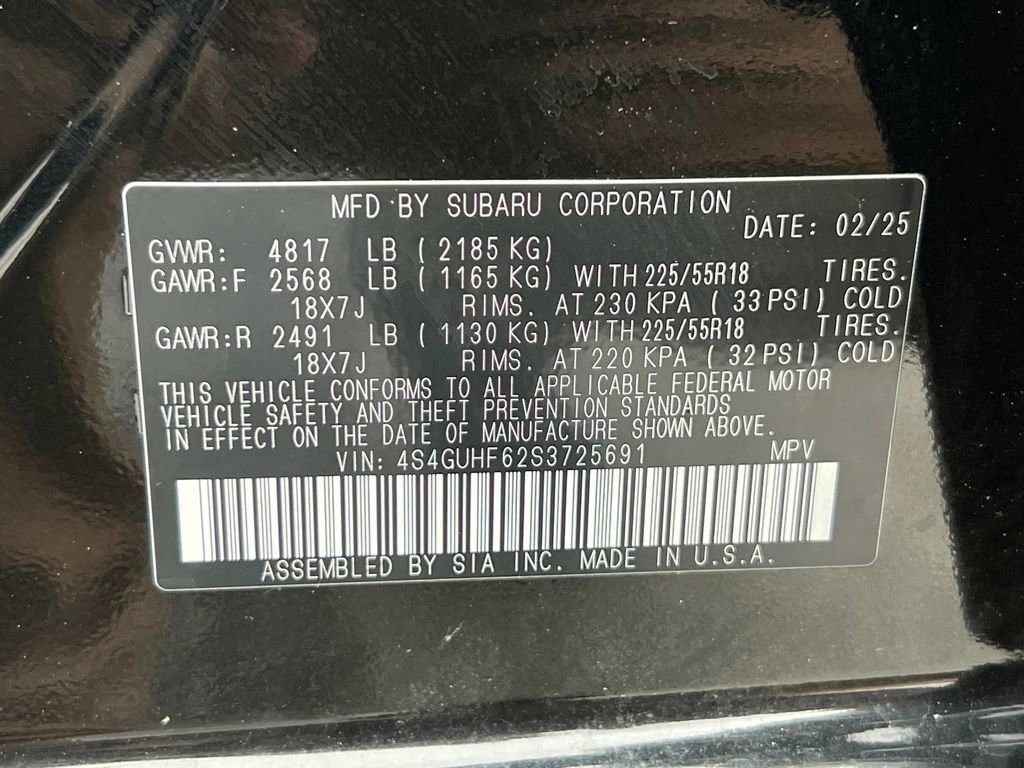 MFD BY SUBARU CORPORATION
DATE: 02/25
GVWR: 4817 LB (2185 KG)
GAWR:F 2568 LB (1165 KG) WITH 225/55R18 TIRES.
18X7J RIMS. AT 230 KPA (33 PSI) COLD
GAWR:R 2491 LB (1130 KG) WITH 225/55R18 TIRES.
18X7J RIMS. AT 220 KPA (32 PSI) COLD
THIS VEHICLE CONFORMS TO ALL APPLICABLE FEDERAL MOTOR
VEHICLE SAFETY AND THEFT PREVENTION STANDARDS
IN EFFECT ON THE DATE OF MANUFACTURE SHOWN ABOVE.
VIN: 4S4GUHF62S3725691 MPV
ASSEMBLED BY SIA INC. MADE IN U.S.A.